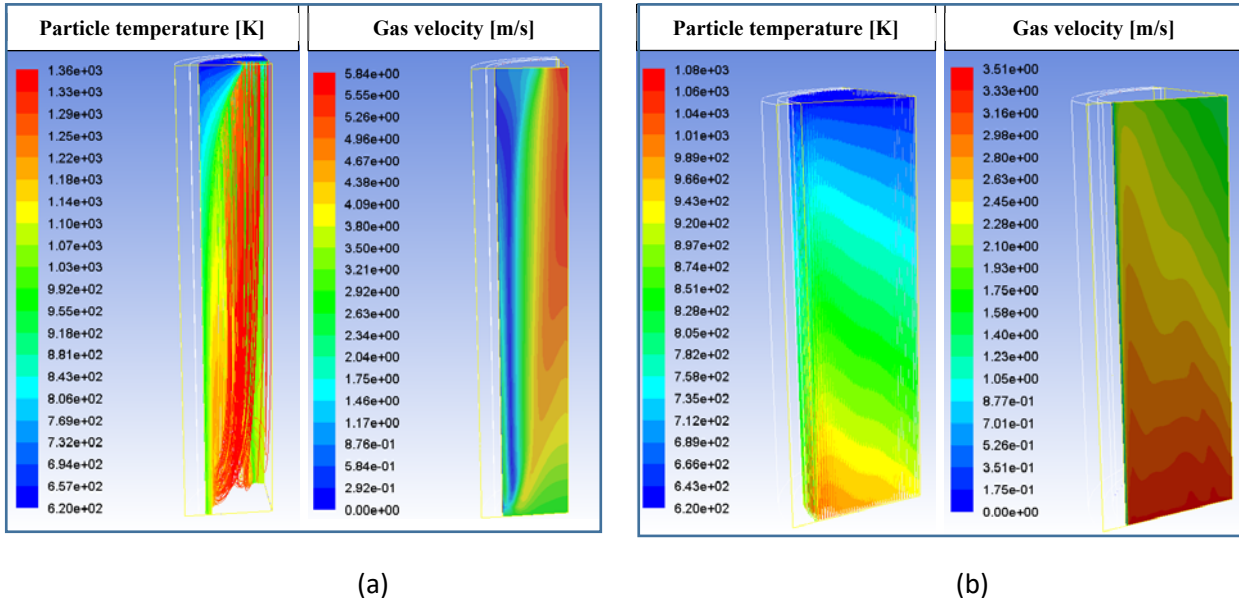 Particle temperature [K]
Gas velocity [m/s]
1.36e+03
1.33e+03
1.29e+03
1.25e+03
1.22e+03
1.18e+03
1.14e+03
1.10e+03
1.07e+03
1.03e+03
9.92e+02
9.55e+02
9.18e+02
8.81e+02
8.43e+02
8.06e+02
7.69e+02
7.32e+02
6.94e+02
6.57e+02
6.20e+02
5.84e+00
5.55e+00
5.26e+00
4.96e+00
4.67e+00
4.38e+00
4.09e+00
3.80e+00
3.50e+00
3.21e+00
2.92e+00
2.63e+00
2.34e+00
2.04e+00
1.75e+00
1.46e+00
1.17e+00
8.76e-01
5.84e-01
2.92e-01
0.00e+00
(a)
Particle temperature [K]
Gas velocity [m/s]
1.08e+03
1.06e+03
1.04e+03
1.01e+03
9.89e+02
9.66e+02
9.43e+02
9.20e+02
8.97e+02
8.74e+02
8.51e+02
8.28e+02
8.05e+02
7.82e+02
7.58e+02
7.35e+02
7.12e+02
6.89e+02
6.66e+02
6.43e+02
6.20e+02
3.51e+00
3.33e+00
3.16e+00
2.98e+00
2.80e+00
2.63e+00
2.45e+00
2.28e+00
2.10e+00
1.93e+00
1.75e+00
1.58e+00
1.40e+00
1.23e+00
1.05e+00
8.77e-01
7.01e-01
5.26e-01
3.51e-01
1.75e-01
0.00e+00
(b)